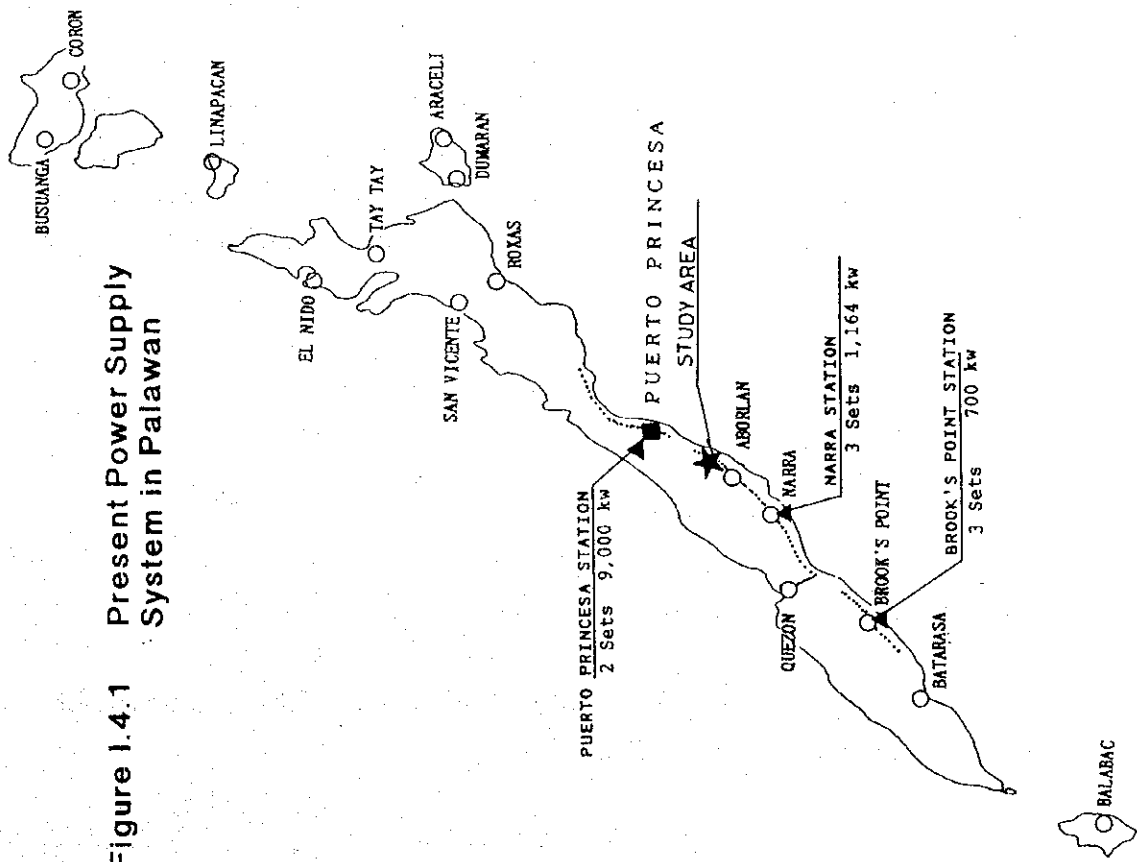 Figure I.4.1 Present Power Supply
System in Palawan
BUSUANGA
CORON
LINAPACAN
EL NIDO
TAY TAY
ARACELI
DUMARAN
SAN VICENTE
ROXAS
PUERTO PRINCESA
STUDY AREA
PUERTO PRINCESA STATION
2 Sets 9,000 kw
ABORLAN
NARRA
NARRA STATION
3 Sets 1,164 kw
QUEZON
BROOK'S POINT
BROOK'S POINT STATION
3 Sets 700 kw
BATARASA
BALABAC